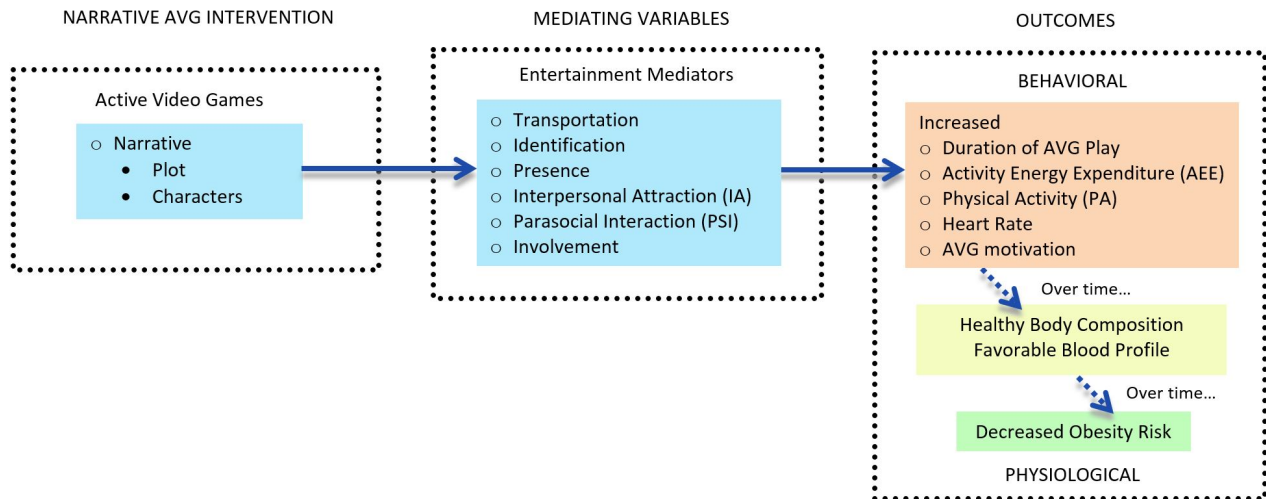 NARRATIVE AVG INTERVENTION
Active Video Games
○ Narrative
• Plot
• Characters
MEDIATING VARIABLES
Entertainment Mediators
○ Transportation
○ Identification
○ Presence
○ Interpersonal Attraction (IA)
○ Parasocial Interaction (PSI)
○ Involvement
OUTCOMES
BEHAVIORAL
Increased
○ Duration of AVG Play
○ Activity Energy Expenditure (AEE)
○ Physical Activity (PA)
○ Heart Rate
○ AVG motivation
Over time…
Healthy Body Composition
Favorable Blood Profile
Over time…
Decreased Obesity Risk
PHYSIOLOGICAL